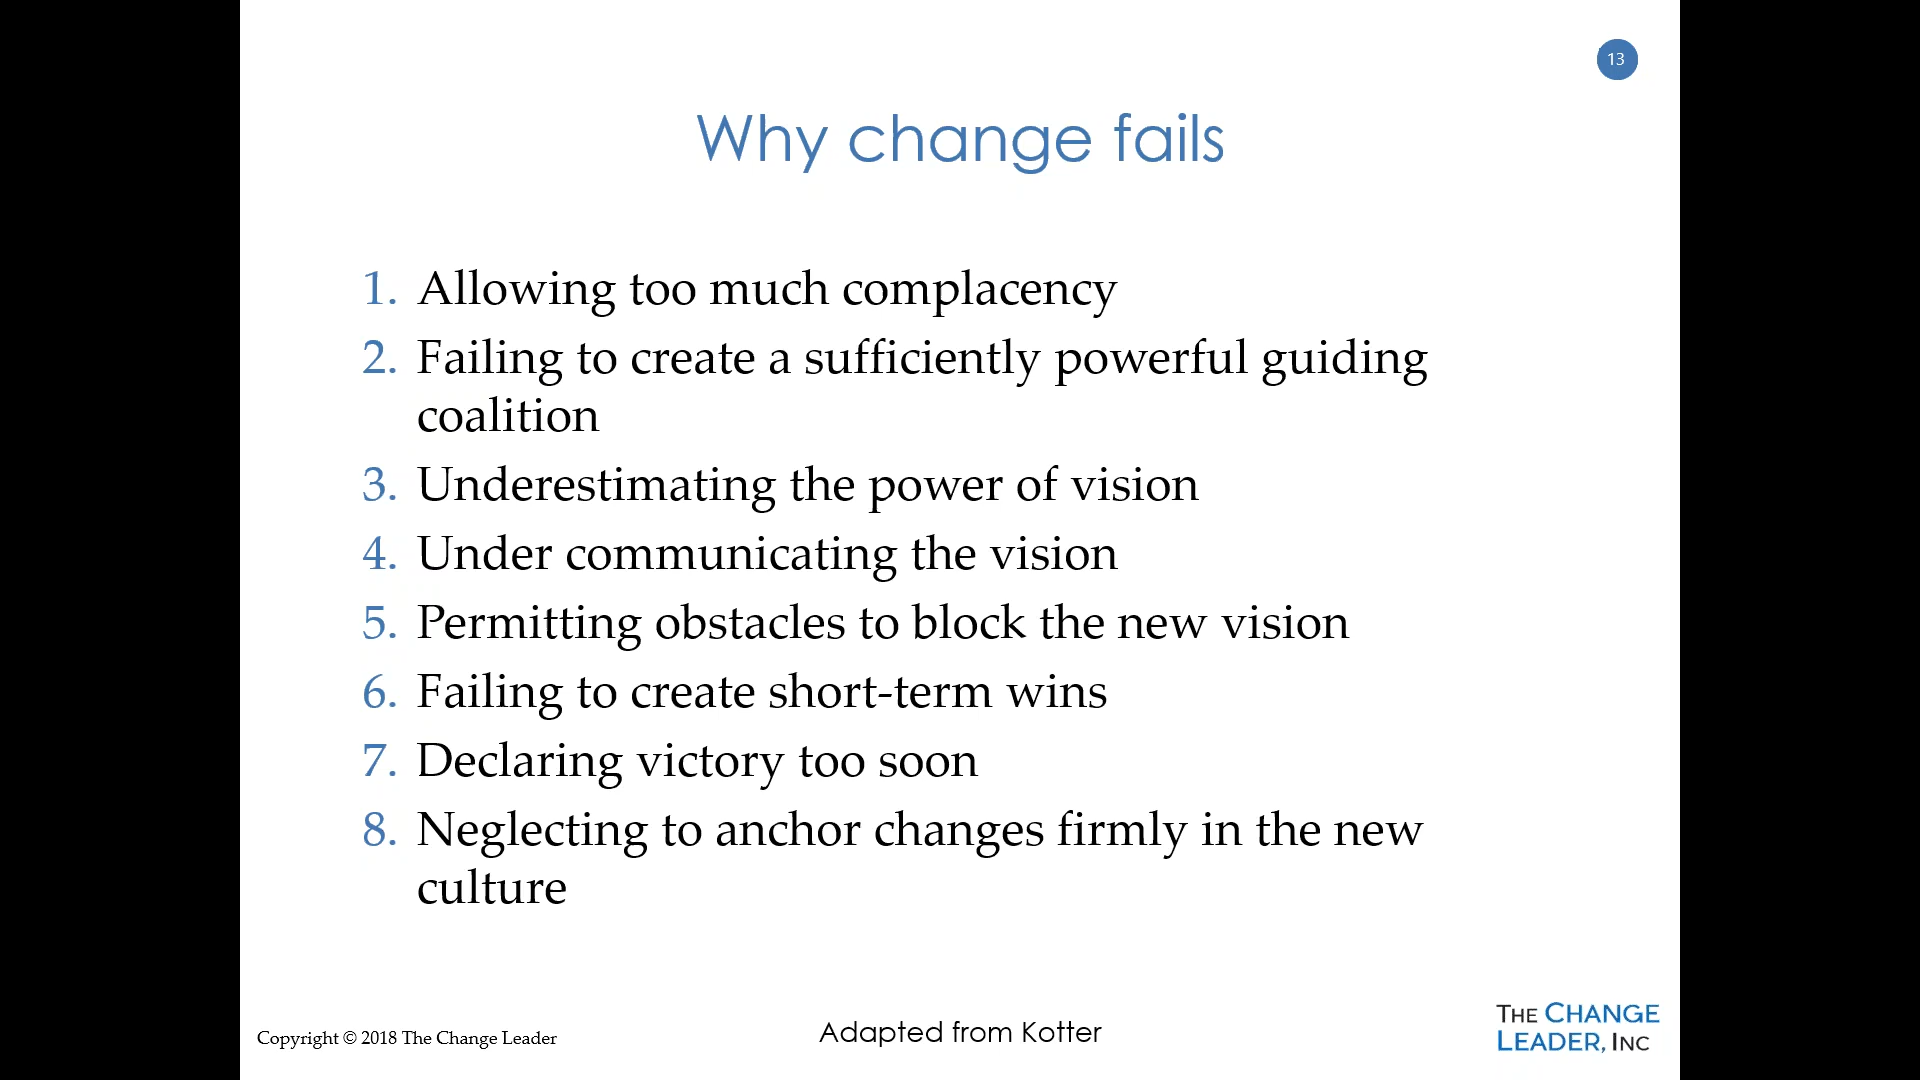 13
Why change fails
1. Allowing too much complacency
2. Failing to create a sufficiently powerful guiding
coalition
3. Underestimating the power of vision
4. Under communicating the vision
5. Permitting obstacles to block the new vision
6. Failing to create short-term wins
7. Declaring victory too soon
8. Neglecting to anchor changes firmly in the new
culture
Copyright © 2018 The Change Leader
Adapted from Kotter
THE CHANGE
LEADER, INC